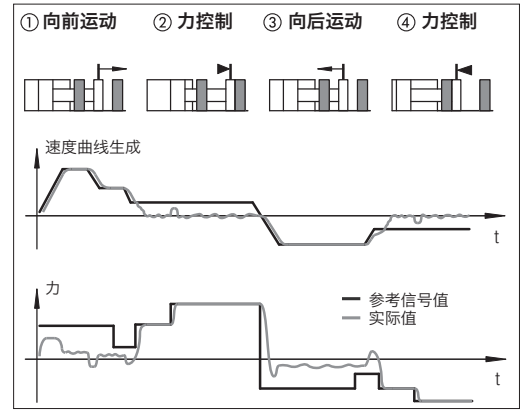 ① 向前运动 ② 力控制 ③ 向后运动 ④ 力控制
速度曲线生成
t
力
参考信号值
实际值
t